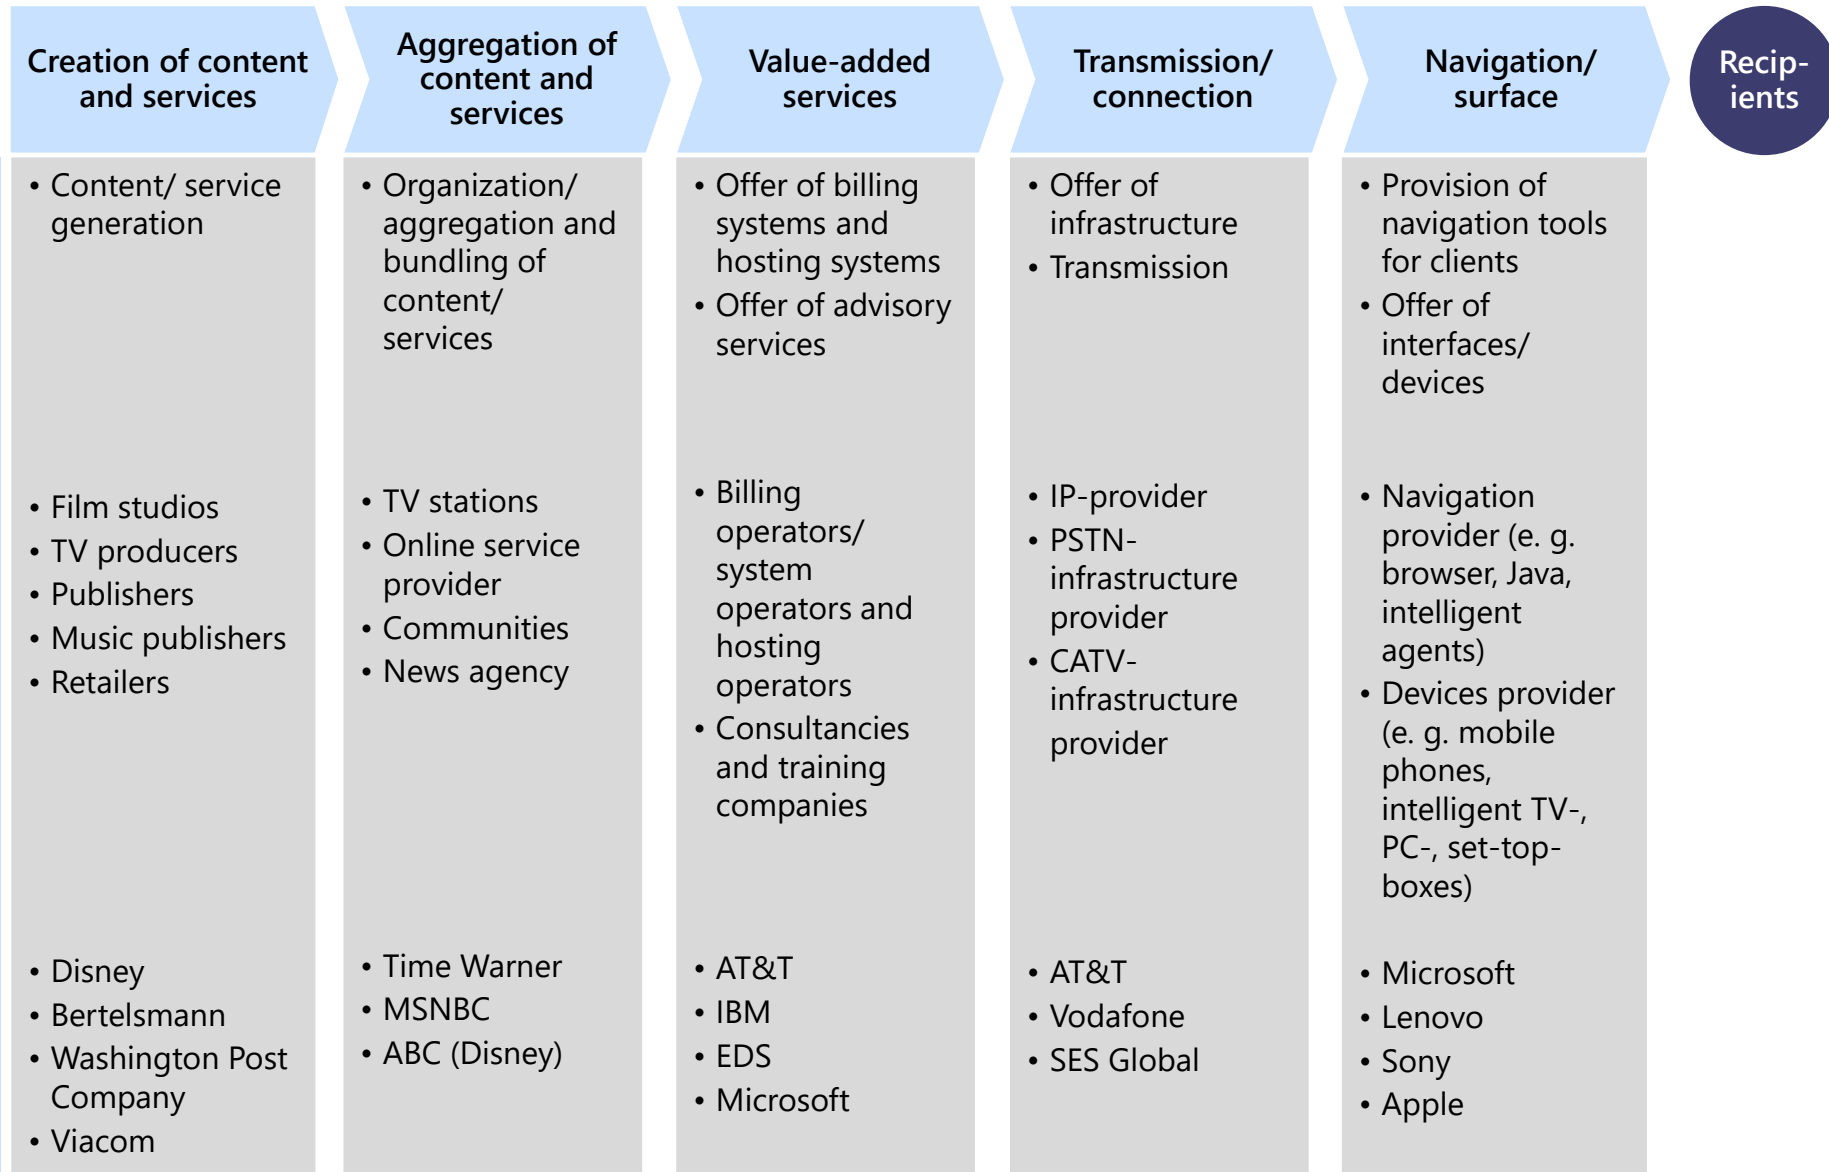 Creation of content
and services
Aggregation of
content and
services
Value-added
services
Transmission/
connection
Navigation/
surface
Recip-
ients
• Content/ service
generation
• Film studios
• TV producers
• Publishers
• Music publishers
• Retailers
• Disney
• Bertelsmann
• Washington Post
Company
• Viacom
• Organization/
aggregation and
bundling of
content/
services
• TV stations
• Online service
provider
• Communities
• News agency
• Time Warner
• MSNBC
• ABC (Disney)
• Offer of billing
systems and
hosting systems
• Offer of advisory
services
• Billing
operators/
system
operators and
hosting
operators
• Consultancies
and training
companies
• AT&T
• IBM
• EDS
• Microsoft
• Offer of
infrastructure
• Transmission
• IP-provider
• PSTN-
infrastructure
provider
• CATV-
infrastructure
provider
• AT&T
• Vodafone
• SES Global
• Provision of
navigation tools
for clients
• Offer of
interfaces/
devices
• Navigation
provider (e. g.
browser, Java,
intelligent
agents)
• Devices provider
(e. g. mobile
phones,
intelligent TV-,
PC-, set-top-
boxes)
• Microsoft
• Lenovo
• Sony
• Apple